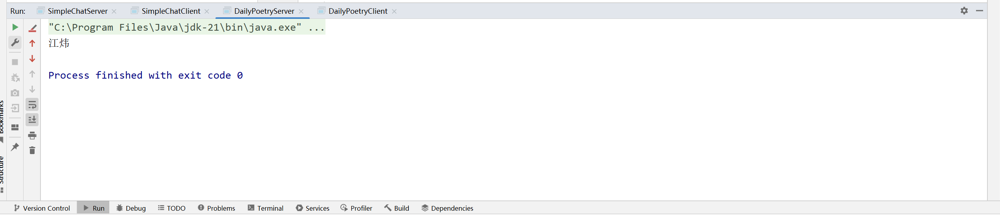 Run: SimpleChatServer SimpleChatClient DailyPoetryServer DailyPoetryClient
"C:\Program Files\Java\jdk-21\bin\java.exe" ...
江炜
Process finished with exit code 0
Bookmarks
Structure
Version Control Run Debug TODO Problems Terminal Services Profiler Build Dependencies